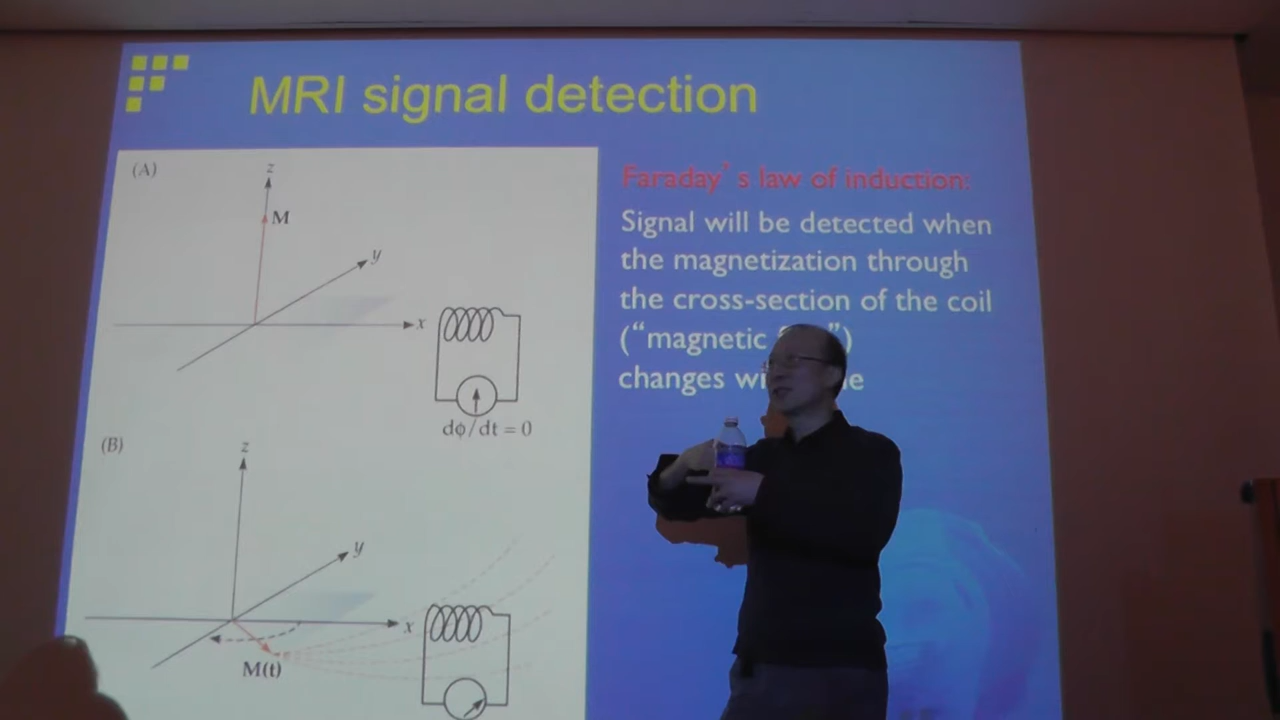 MRI signal detection
(A)
z
M
y
x
dϕ/dt = 0
(B)
z
y
x
M(t)
Faraday's law of induction:
Signal will be detected when
the magnetization through
the cross-section of the coil
("magnetic ")
changes